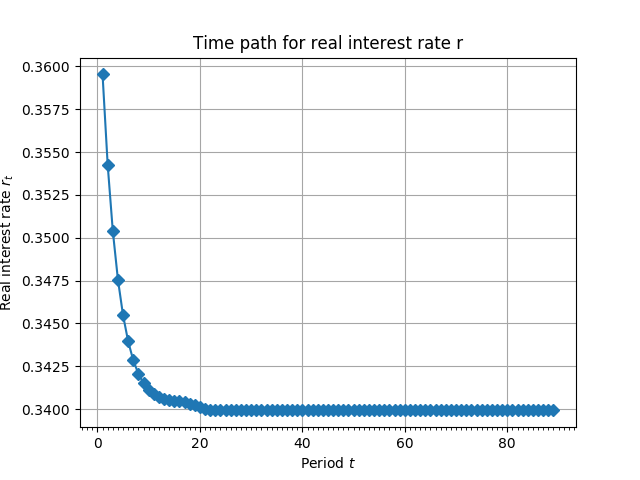 Time path for real interest rate r
0.3600
0.3575
0.3550
0.3525
0.3500
0.3475
0.3450
0.3425
0.3400
Real interest rate rₜ
0 20 40 60 80
Period t